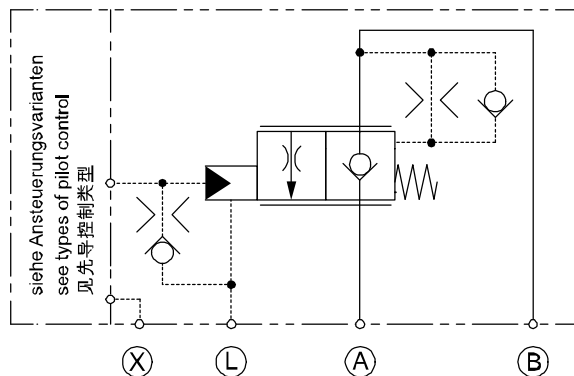 siehe Ansteuerungsvarianten
see types of pilot control
见先导控制类型
X
L
A
B